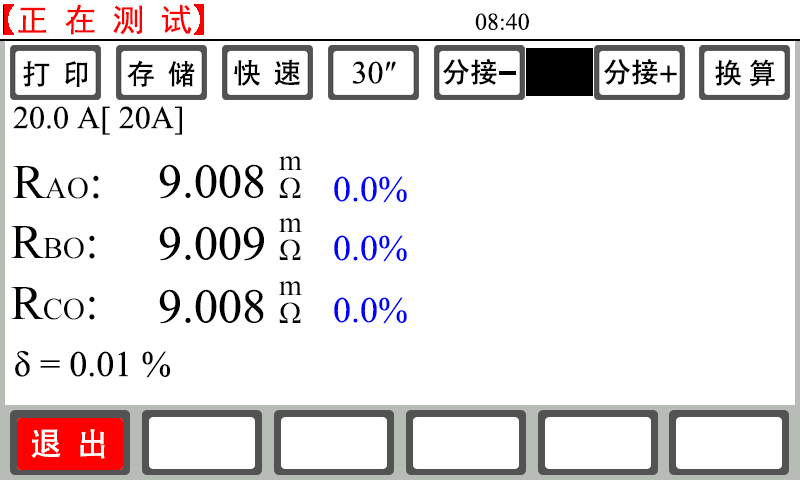 【正在测试】 08:40
打印 存储 快速 30″ 分接− 分接+ 换算
20.0 A[ 20A]
RAO: 9.008 mΩ 0.0%
RBO: 9.009 mΩ 0.0%
RCO: 9.008 mΩ 0.0%
δ = 0.01 %
退出